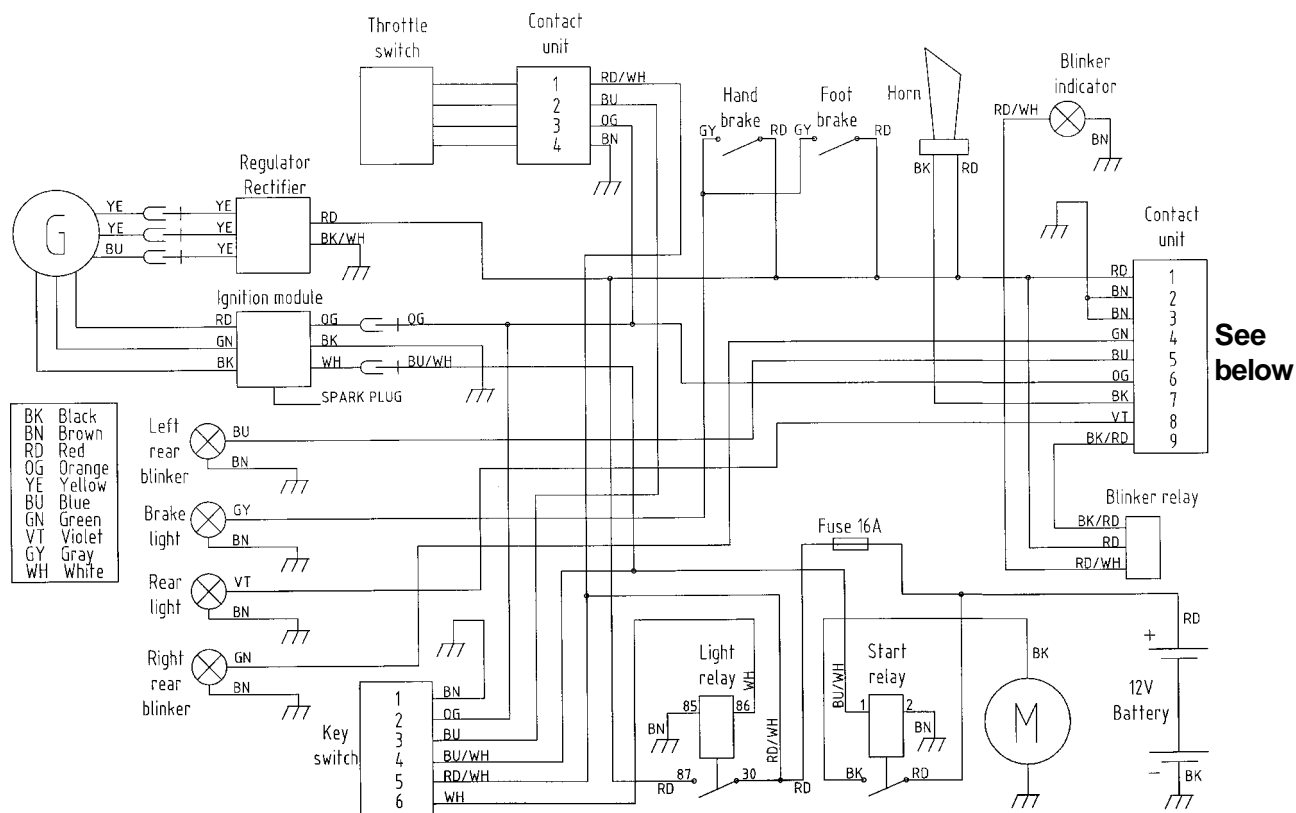 Throttle
switch
Contact
unit
1
2
3
4
RD/WH
BU
OG
BN
Hand
brake
GY
RD
Foot
brake
GY
RD
Horn
BK
RD
Blinker
indicator
RD/WH
BN
Regulator
Rectifier
G
YE
YE
YE
YE
BU
YE
RD
BK/WH
Ignition module
RD
GN
BK
OG
OG
BK
WH
BU/WH
SPARK PLUG
Contact
unit
RD
1
BN
2
BN
3
GN
4
BU
5
OG
6
BK
7
VT
8
BK/RD
9
See
below
BK Black
BN Brown
RD Red
OG Orange
YE Yellow
BU Blue
GN Green
VT Violet
GY Gray
WH White
Left
rear
blinker
BU
BN
Brake
light
GY
BN
Rear
light
VT
BN
Right
rear
blinker
GN
BN
Blinker relay
BK/RD
RD
RD/WH
Fuse 16A
Key
switch
1
BN
2
OG
3
BU
4
BU/WH
5
RD/WH
6
WH
Light
relay
85
86
BN
WH
RD/WH
87
30
RD
RD
Start
relay
BU/WH
1
2
BN
BK
RD
BK
M
RD
+
12V
Battery
-
BK